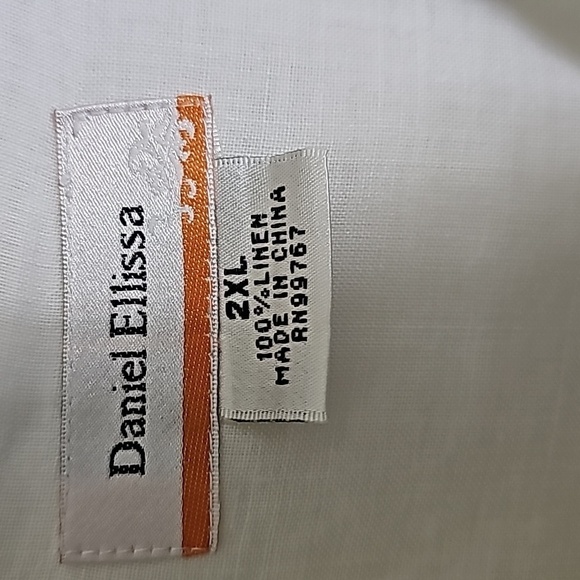 Daniel Ellissa
2XL
100%LINEN
MADE IN CHINA
RN99767